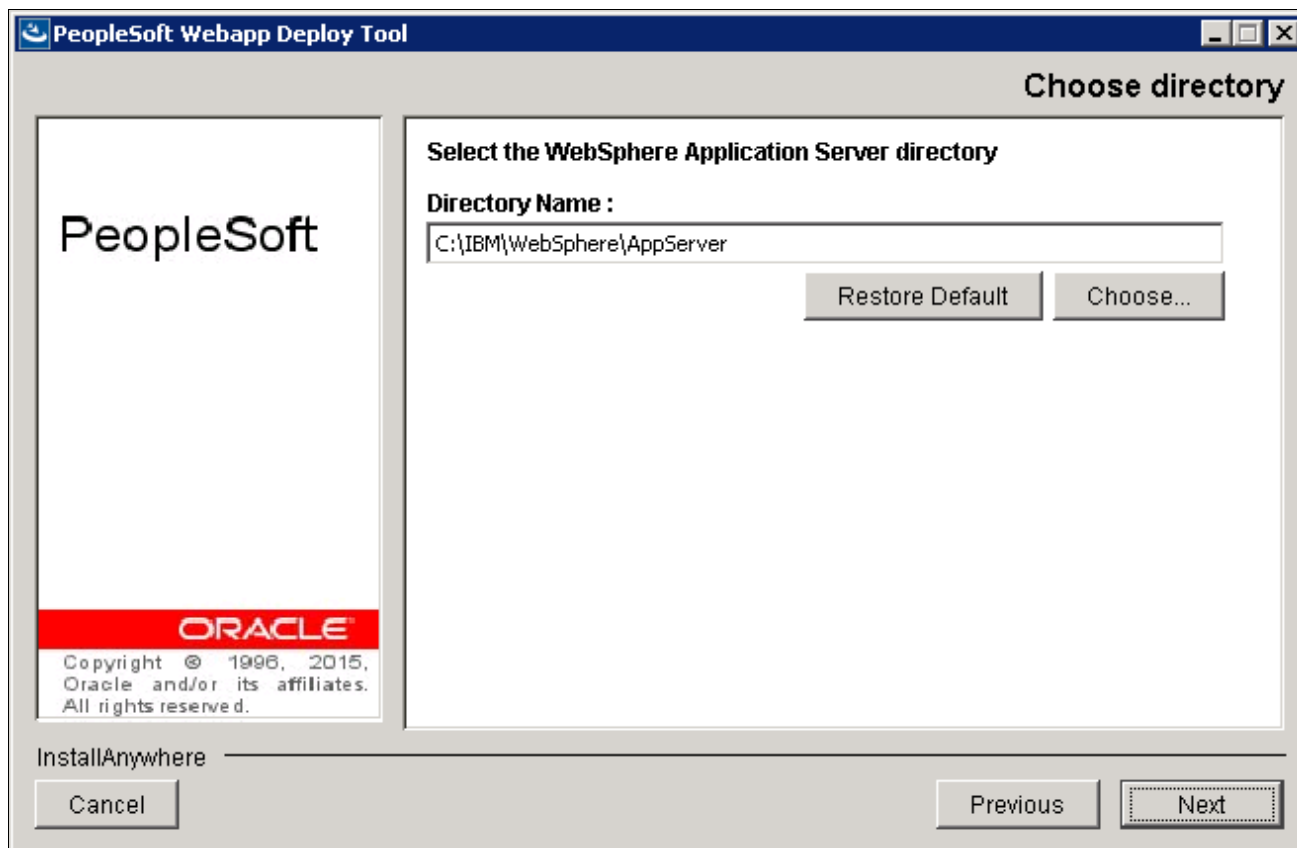 PeopleSoft Webapp Deploy Tool
Choose directory
PeopleSoft
ORACLE
Copyright © 1996, 2015,
Oracle and/or its affiliates.
All rights reserved.
Select the WebSphere Application Server directory
Directory Name :
C:\IBM\WebSphere\AppServer
Restore Default Choose...
InstallAnywhere
Cancel Previous Next